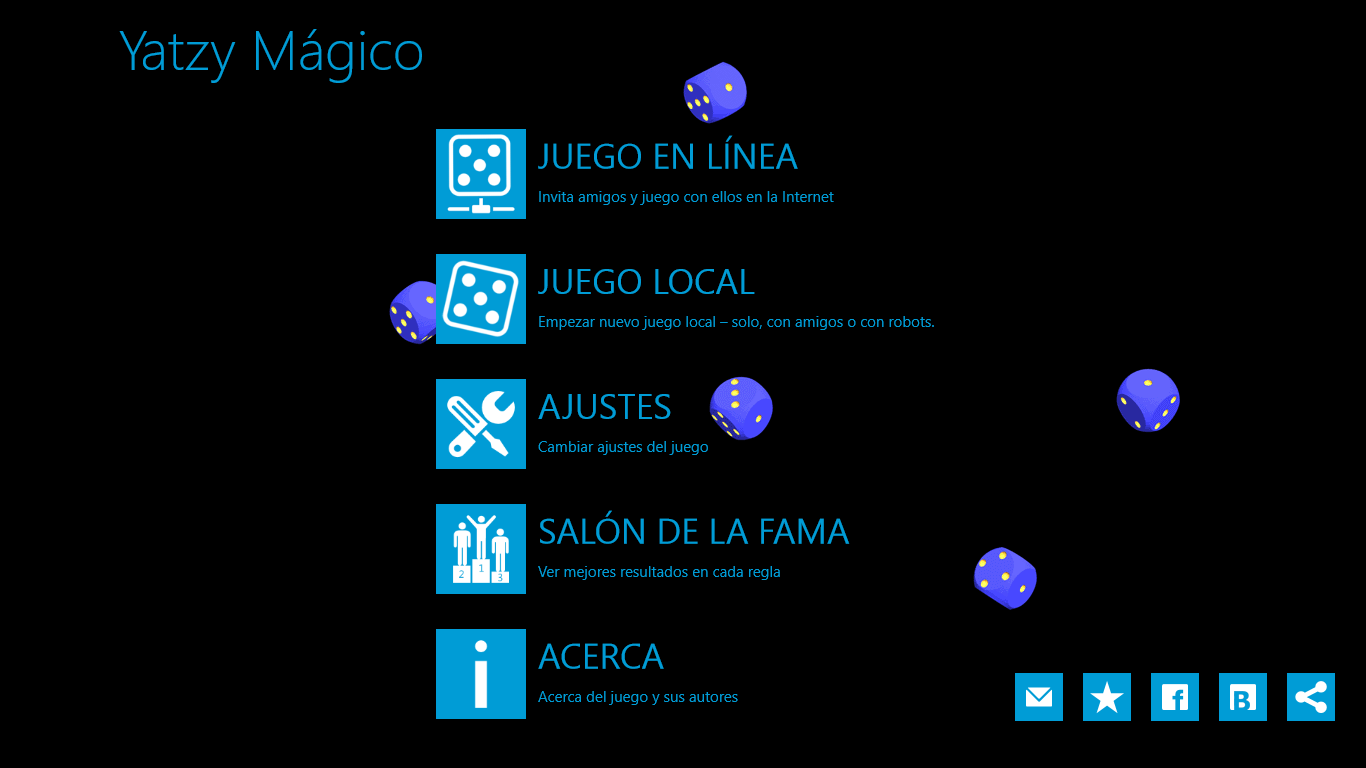 Yatzy Mágico
JUEGO EN LÍNEA
Invita amigos y juego con ellos en la Internet
JUEGO LOCAL
Empezar nuevo juego local – solo, con amigos o con robots.
AJUSTES
Cambiar ajustes del juego
SALÓN DE LA FAMA
Ver mejores resultados en cada regla
2 1 3
ACERCA
Acerca del juego y sus autores